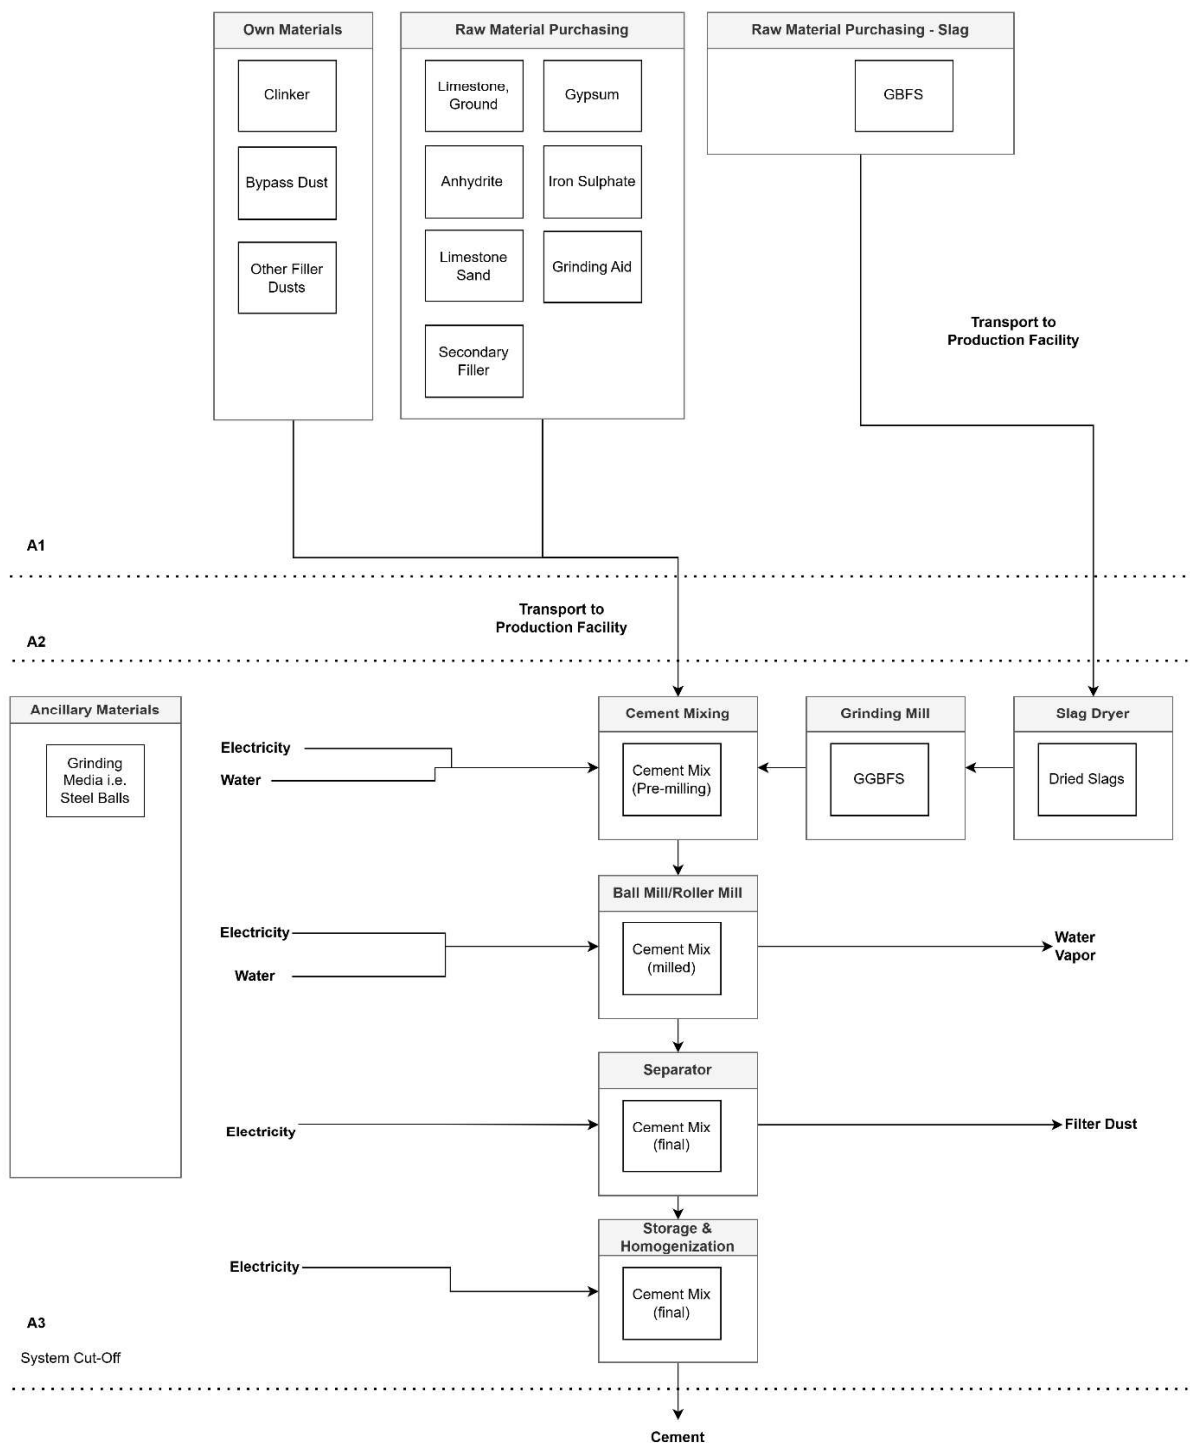 Own Materials
Clinker
Bypass Dust
Other Filler
Dusts
Raw Material Purchasing
Limestone,
Ground
Gypsum
Anhydrite
Iron Sulphate
Limestone
Sand
Grinding Aid
Secondary
Filler
Raw Material Purchasing - Slag
GBFS
Transport to
Production Facility
A1
Transport to
Production Facility
A2
Ancillary Materials
Grinding
Media i.e.
Steel Balls
Electricity
Water
Cement Mixing
Cement Mix
(Pre-milling)
Grinding Mill
GGBFS
Slag Dryer
Dried Slags
Electricity
Water
Ball Mill/Roller Mill
Cement Mix
(milled)
Water
Vapor
Electricity
Separator
Cement Mix
(final)
Filter Dust
Electricity
Storage &
Homogenization
Cement Mix
(final)
A3
System Cut-Off
Cement